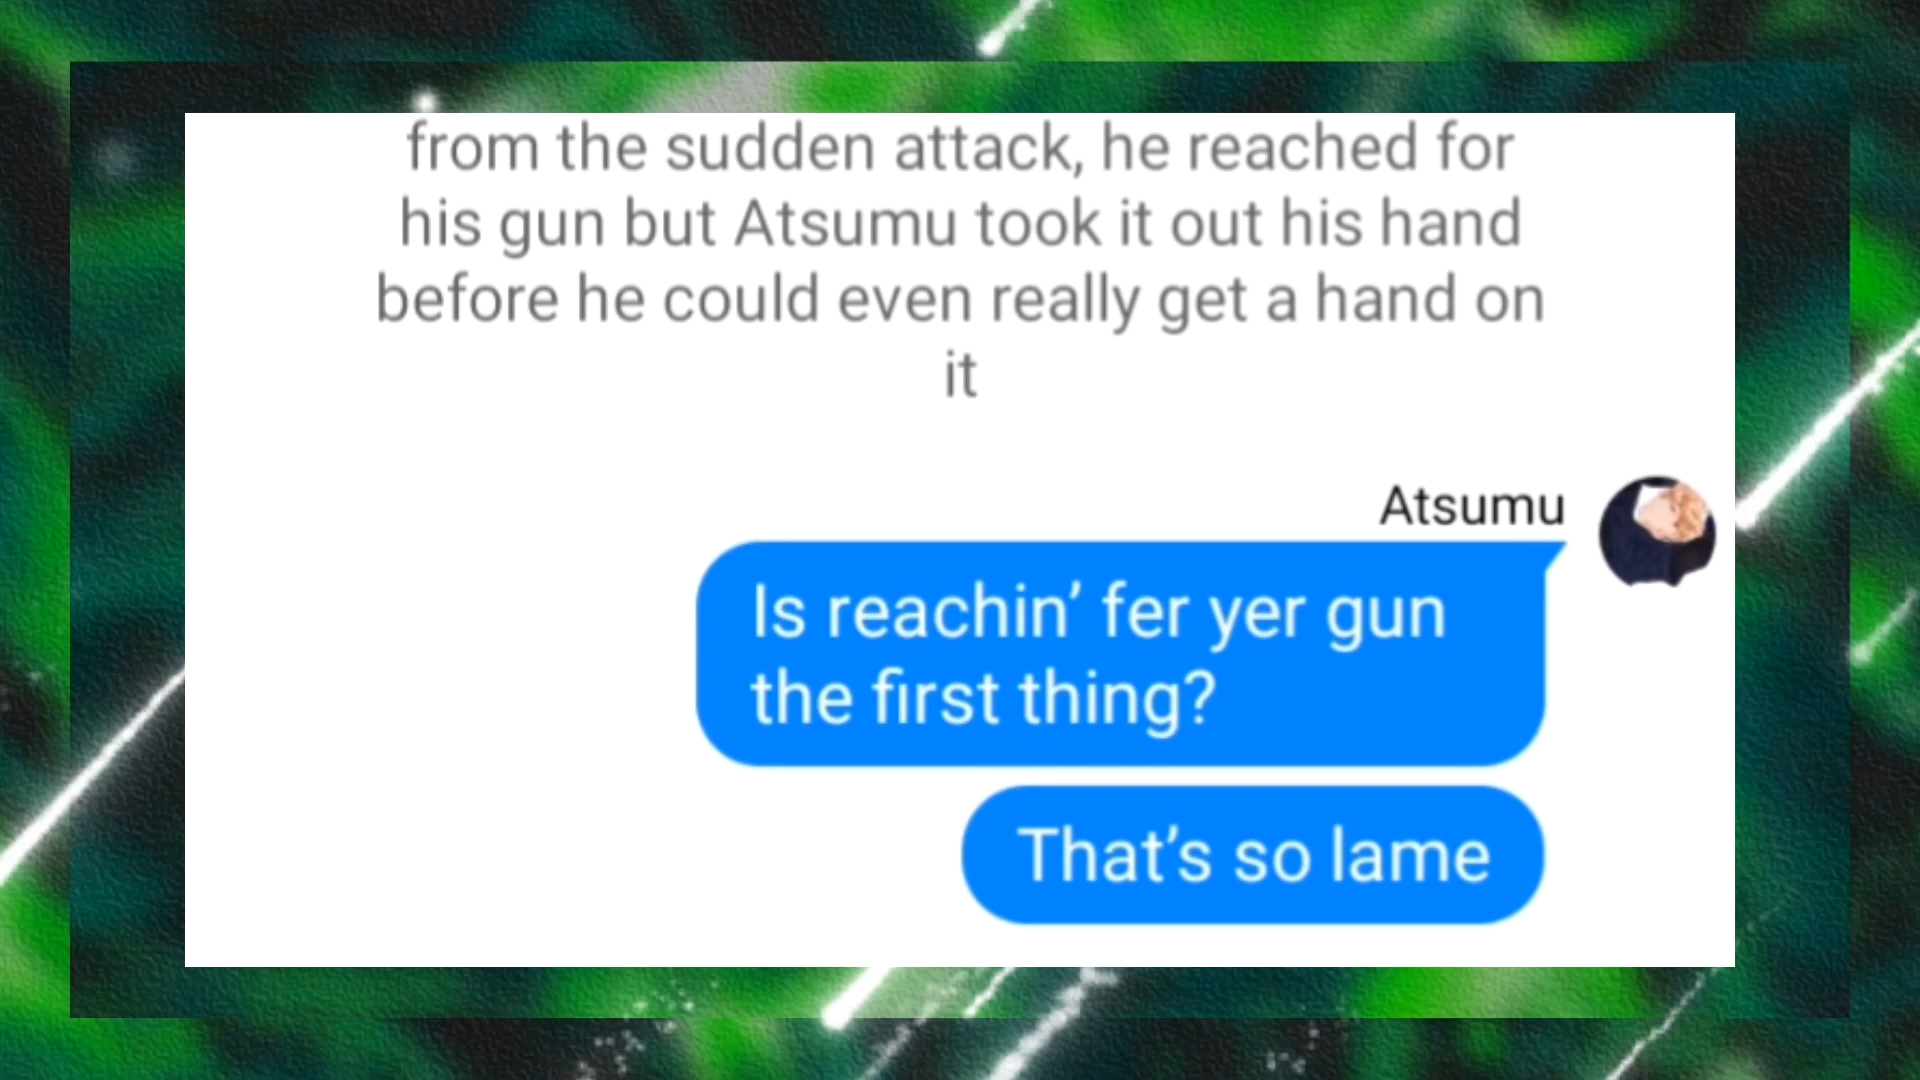 from the sudden attack, he reached for
his gun but Atsumu took it out his hand
before he could even really get a hand on
it
Atsumu
Is reachin’ fer yer gun
the first thing?
That’s so lame